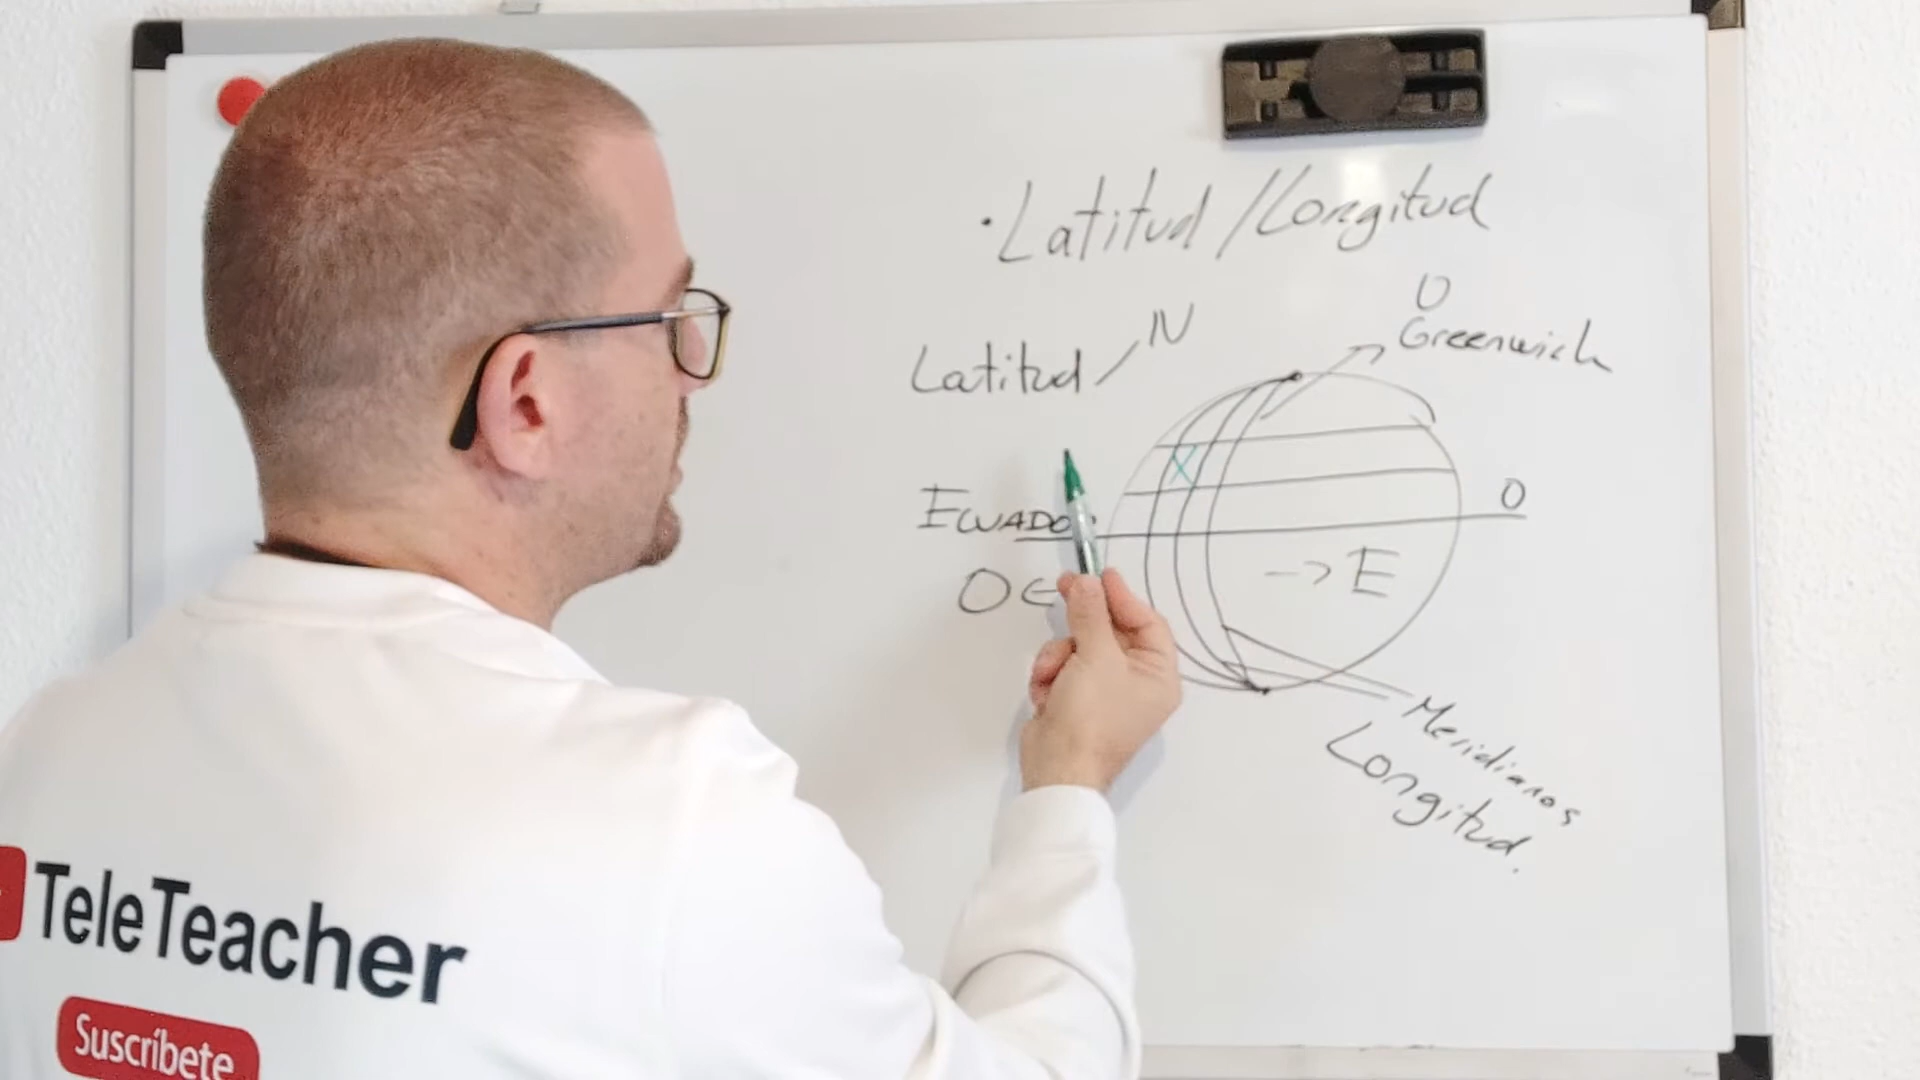 · Latitud / Longitud
0
Greenwich
Latitud / N
Ecuador
0
O ←
→ E
Meridianos
Longitud.
X
TeleTeacher
Suscríbete